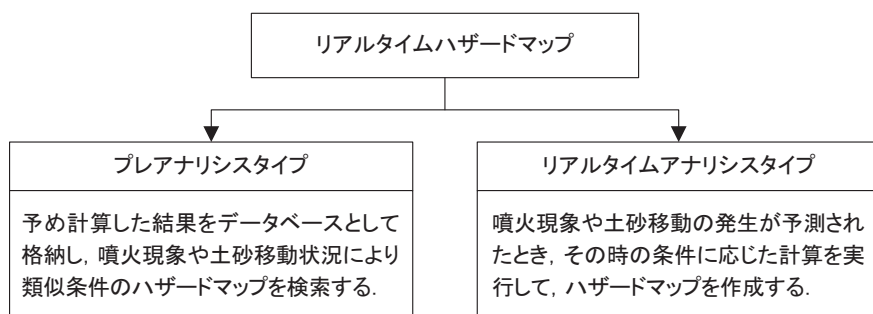 リアルタイムハザードマップ
プレアナリシスタイプ
予め計算した結果をデータベースとして
格納し，噴火現象や土砂移動状況により
類似条件のハザードマップを検索する．
リアルタイムアナリシスタイプ
噴火現象や土砂移動の発生が予測され
たとき，その時の条件に応じた計算を実
行して，ハザードマップを作成する．